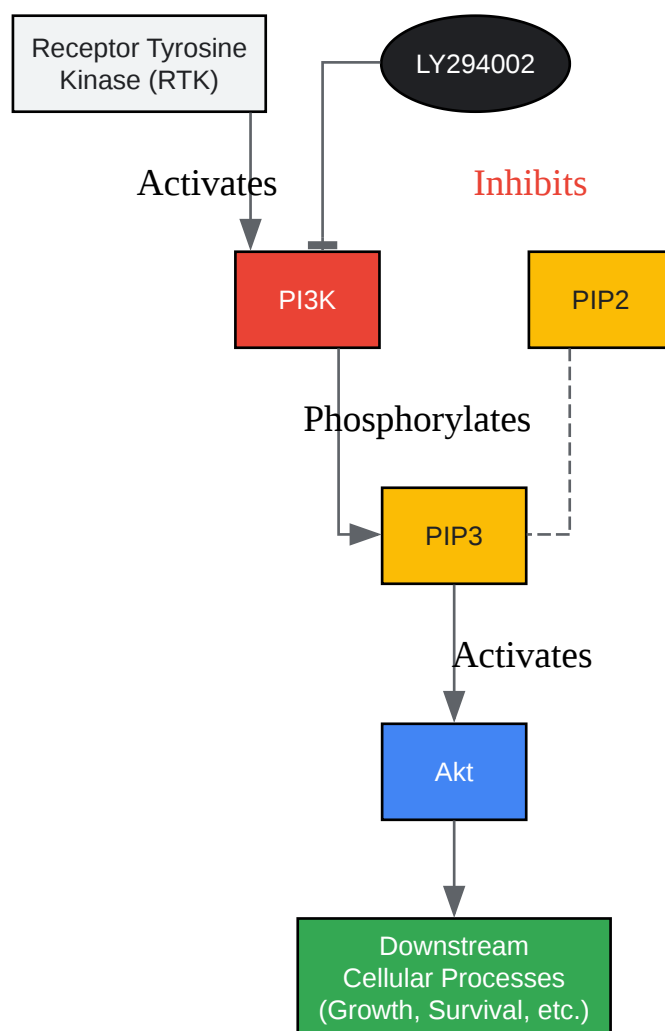 Receptor Tyrosine
Kinase (RTK)
LY294002
Activates
Inhibits
PI3K
PIP2
Phosphorylates
PIP3
Activates
Akt
Downstream
Cellular Processes
(Growth, Survival, etc.)